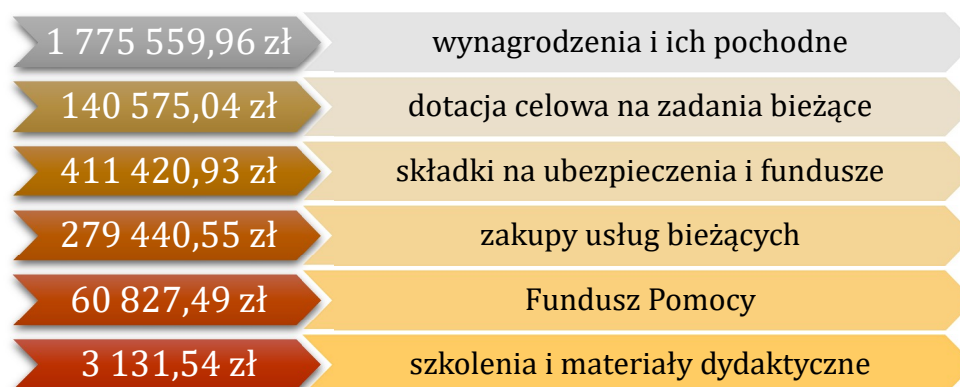 1 775 559,96 zł wynagrodzenia i ich pochodne
140 575,04 zł dotacja celowa na zadania bieżące
411 420,93 zł składki na ubezpieczenia i fundusze
279 440,55 zł zakupy usług bieżących
60 827,49 zł Fundusz Pomocy
3 131,54 zł szkolenia i materiały dydaktyczne